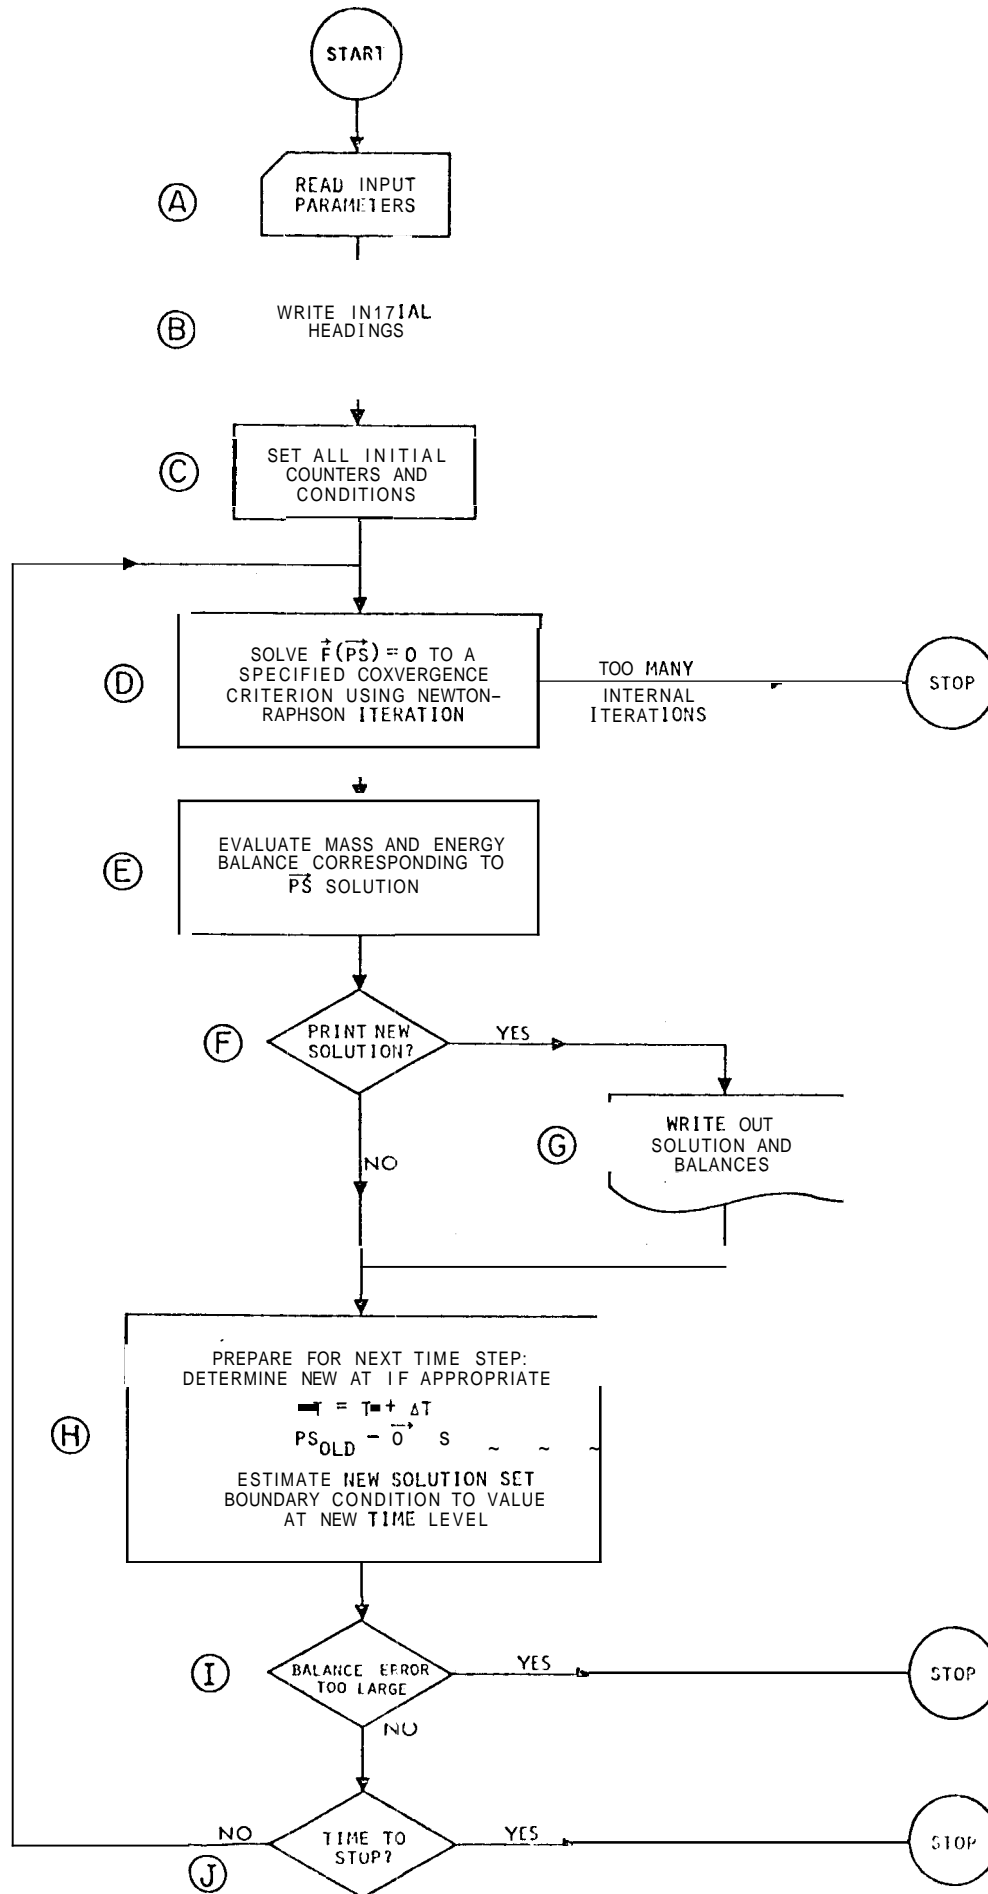 START
A
READ INPUT
PARAMETERS
B
WRITE IN17IAL
HEADINGS
C
SET ALL INITIAL
COUNTERS AND
CONDITIONS
D
SOLVE F(PS) = 0 TO A
SPECIFIED COXVERGENCE
CRITERION USING NEWTON-
RAPHSON ITERATION
TOO MANY
INTERNAL
ITERATIONS
STOP
E
EVALUATE MASS AND ENERGY
BALANCE CORRESPONDING TO
PS SOLUTION
F
PRINT NEW
SOLUTION?
YES
NO
G
WRITE OUT
SOLUTION AND
BALANCES
H
PREPARE FOR NEXT TIME STEP:
DETERMINE NEW AT IF APPROPRIATE
T = T + ΔT
PS OLD - O S ~ ~ ~
ESTIMATE NEW SOLUTION SET
BOUNDARY CONDITION TO VALUE
AT NEW TIME LEVEL
I
BALANCE ERROR
TOO LARGE
YES
STOP
NO
J
TIME TO
STOP?
NO
YES
STOP